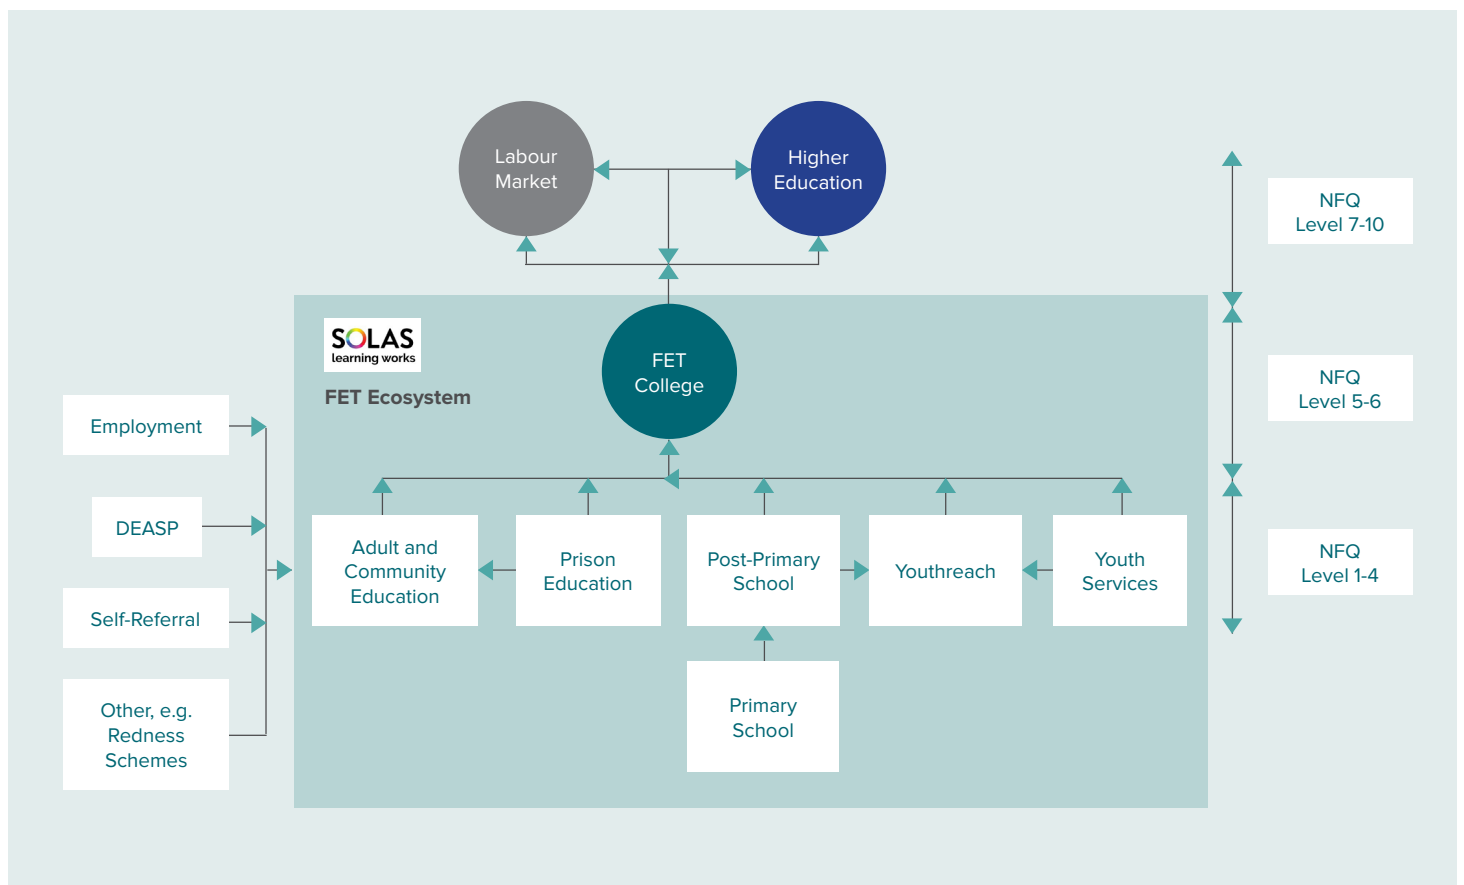 Labour
Market
Higher
Education
NFQ
Level 7-10
SOLAS
learning works
FET Ecosystem
FET
College
NFQ
Level 5-6
Employment
DEASP
Self-Referral
Other, e.g.
Redness
Schemes
Adult and
Community
Education
Prison
Education
Post-Primary
School
Youthreach
Youth
Services
NFQ
Level 1-4
Primary
School